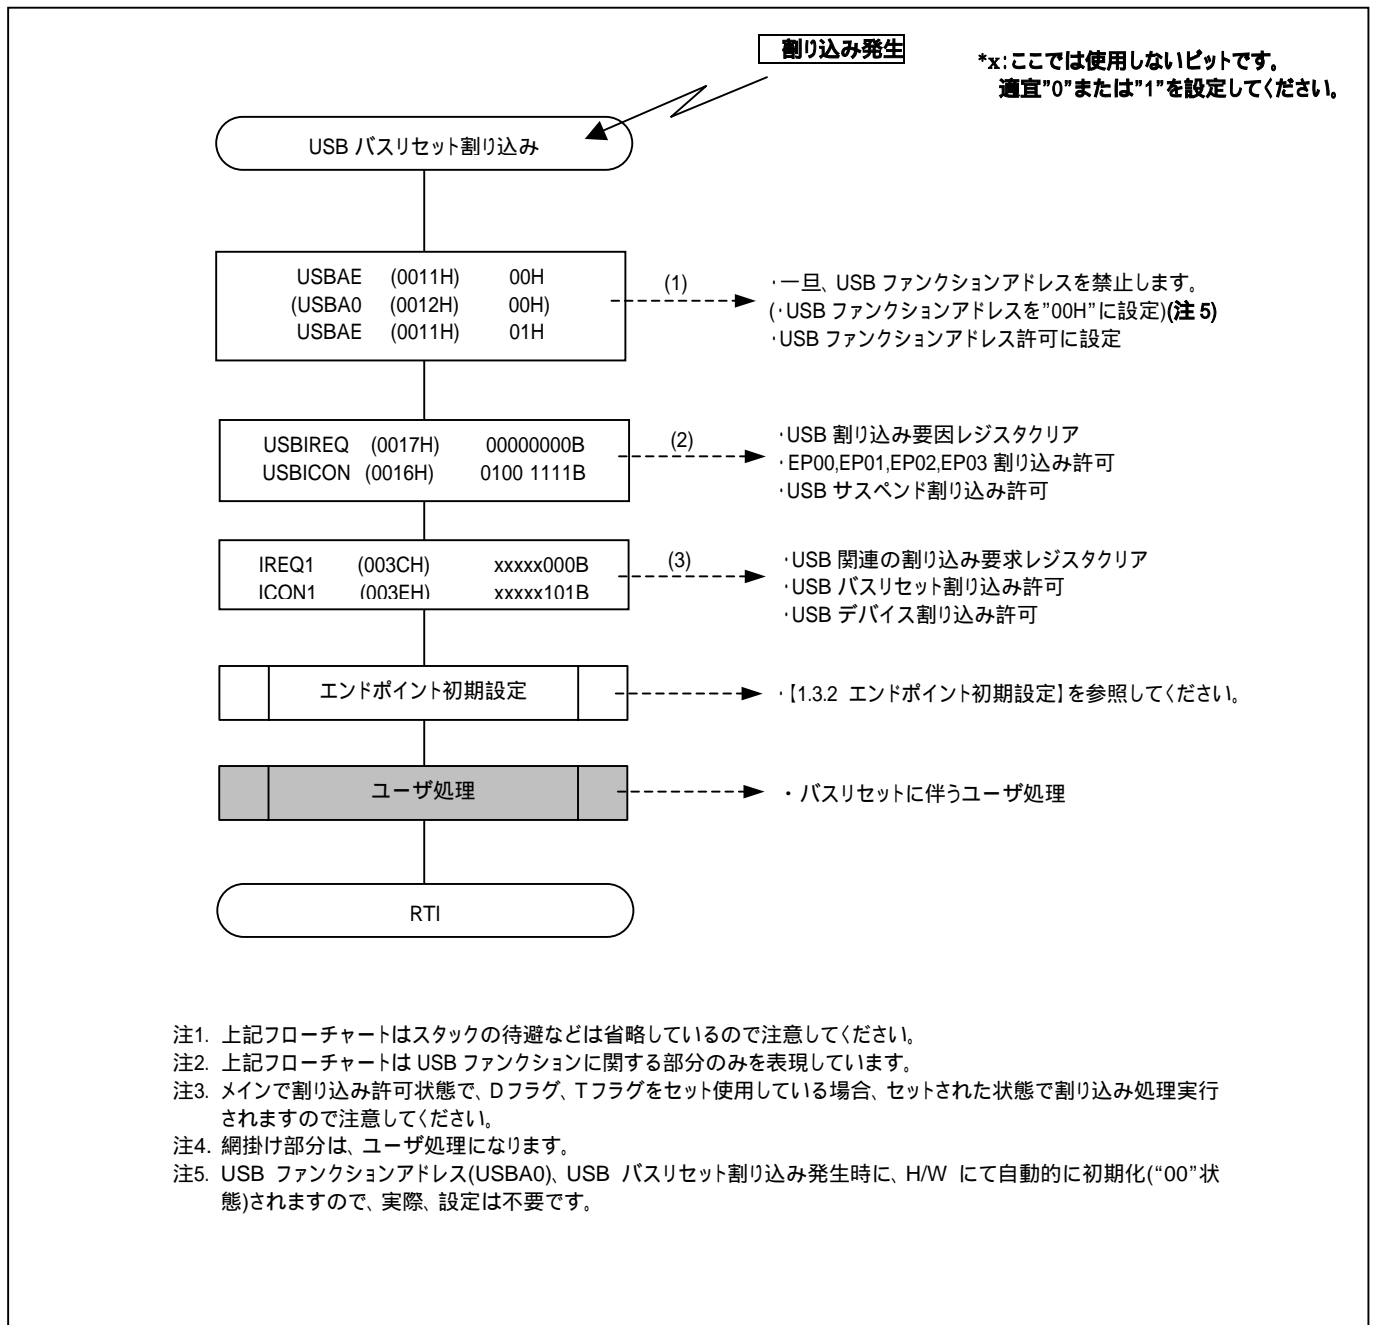 割り込み発生
*x:ここでは使用しないビットです。
適宜"0"または"1"を設定してください。
USB バスリセット割り込み
USBAE (0011H) 00H
(USBA0 (0012H) 00H)
USBAE (0011H) 01H
(1)
・一旦、USB ファンクションアドレスを禁止します。
(・USB ファンクションアドレスを"00H"に設定)(注 5)
・USB ファンクションアドレス許可に設定
USBIREQ (0017H) 00000000B
USBICON (0016H) 0100 1111B
(2)
・USB 割り込み要因レジスタクリア
・EP00,EP01,EP02,EP03 割り込み許可
・USB サスペンド割り込み許可
IREQ1 (003CH) xxxxx000B
ICON1 (003EH) xxxxx101B
(3)
・USB 関連の割り込み要求レジスタクリア
・USB バスリセット割り込み許可
・USB デバイス割り込み許可
エンドポイント初期設定
・【1.3.2 エンドポイント初期設定】を参照してください。
ユーザ処理
・ バスリセットに伴うユーザ処理
RTI
注1. 上記フローチャートはスタックの待避などは省略しているので注意してください。
注2. 上記フローチャートは USB ファンクションに関する部分のみを表現しています。
注3. メインで割り込み許可状態で、Dフラグ、Tフラグをセット使用している場合、セットされた状態で割り込み処理実行
されますので注意してください。
注4. 網掛け部分は、ユーザ処理になります。
注5. USB ファンクションアドレス(USBA0)、USB バスリセット割り込み発生時に、H/W にて自動的に初期化("00"状
態)されますので、実際、設定は不要です。